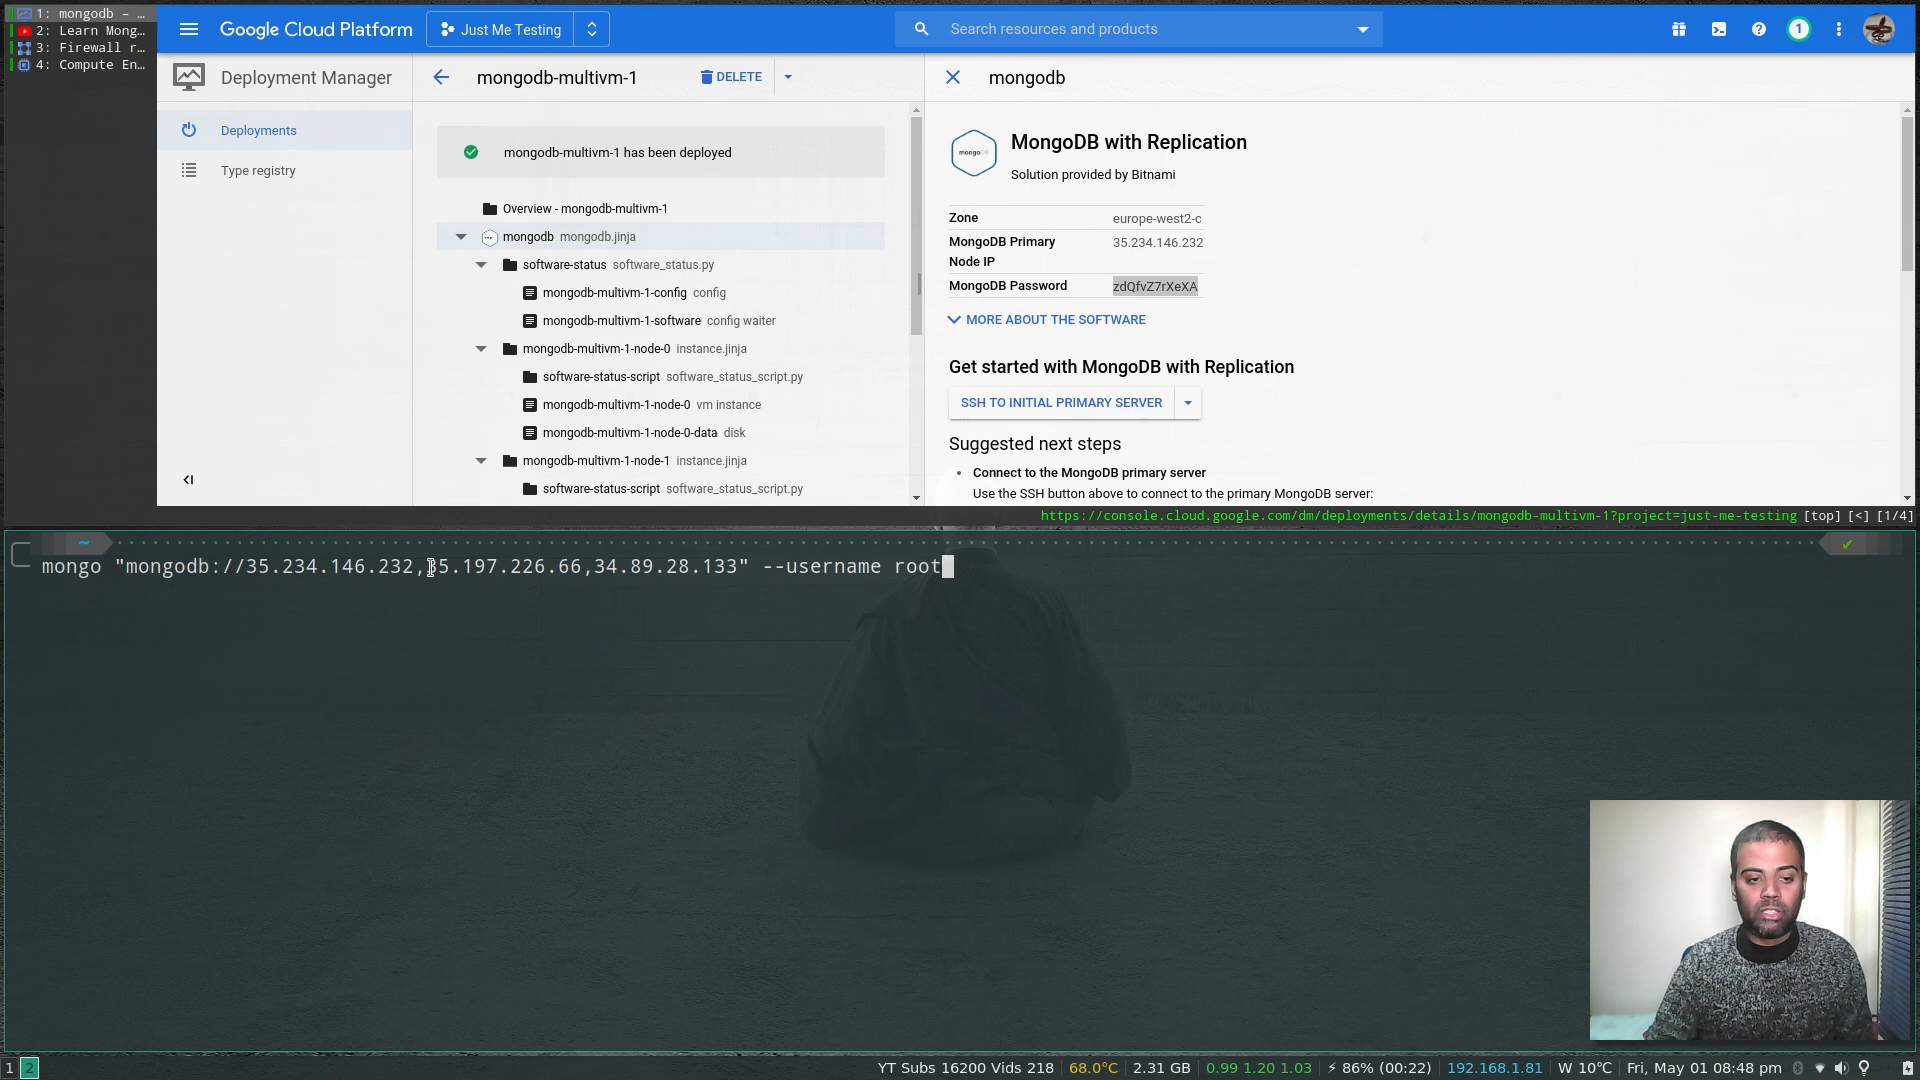 1: mongodb – …
2: Learn Mong…
3: Firewall r…
4: Compute En…
Google Cloud Platform
Just Me Testing
Search resources and products
1
Deployment Manager
mongodb-multivm-1
DELETE
mongodb
Deployments
Type registry
mongodb-multivm-1 has been deployed
Overview - mongodb-multivm-1
mongodb mongodb.jinja
software-status software_status.py
mongodb-multivm-1-config config
mongodb-multivm-1-software config waiter
mongodb-multivm-1-node-0 instance.jinja
software-status-script software_status_script.py
mongodb-multivm-1-node-0 vm instance
mongodb-multivm-1-node-0-data disk
mongodb-multivm-1-node-1 instance.jinja
software-status-script software_status_script.py
mongoDB
MongoDB with Replication
Solution provided by Bitnami
Zone europe-west2-c
MongoDB Primary Node IP 35.234.146.232
MongoDB Password zdQfvZ7rXeXA
MORE ABOUT THE SOFTWARE
Get started with MongoDB with Replication
SSH TO INITIAL PRIMARY SERVER
Suggested next steps
• Connect to the MongoDB primary server
Use the SSH button above to connect to the primary MongoDB server:
https://console.cloud.google.com/dm/deployments/details/mongodb-multivm-1?project=just-me-testing [top] [<] [1/4]
~
mongo "mongodb://35.234.146.232,35.197.226.66,34.89.28.133" --username root
1 2
YT Subs 16200 Vids 218 68.0°C 2.31 GB 0.99 1.20 1.03 ⚡ 86% (00:22) 192.168.1.81 W 10°C Fri, May 01 08:48 pm